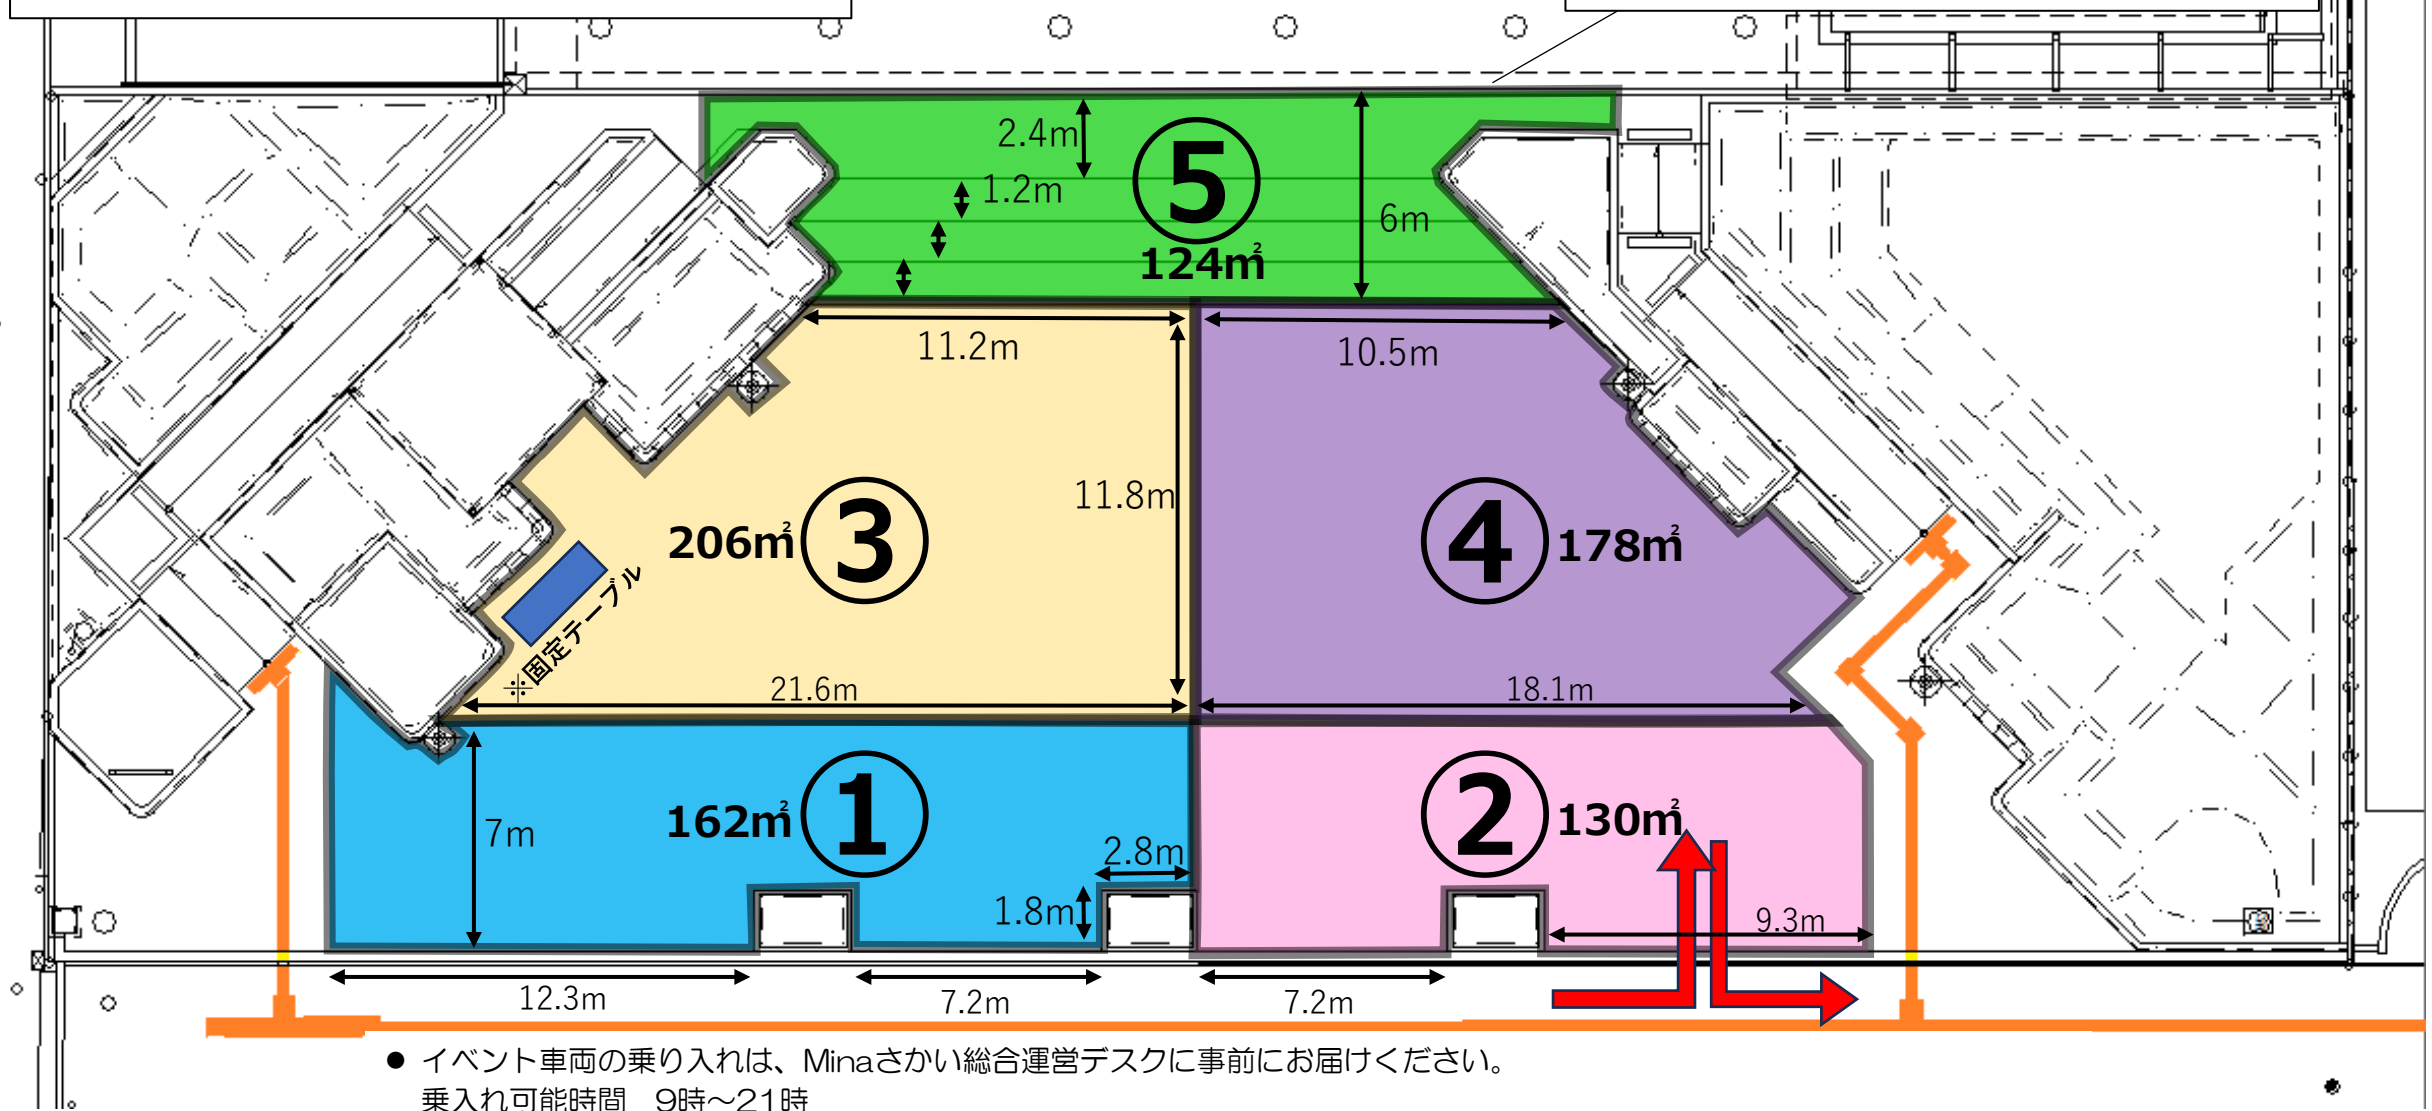 2.4m
⑤
1.2m
6m
124㎡
11.2m
10.5m
11.8m
206㎡
③
④
178㎡
※固定テーブル
21.6m
18.1m
162㎡
①
②
130㎡
7m
2.8m
1.8m
9.3m
12.3m
7.2m
7.2m
● イベント車両の乗り入れは、Minaさかい総合運営デスクに事前にお届けください。
乗入れ可能時間　9時～21時